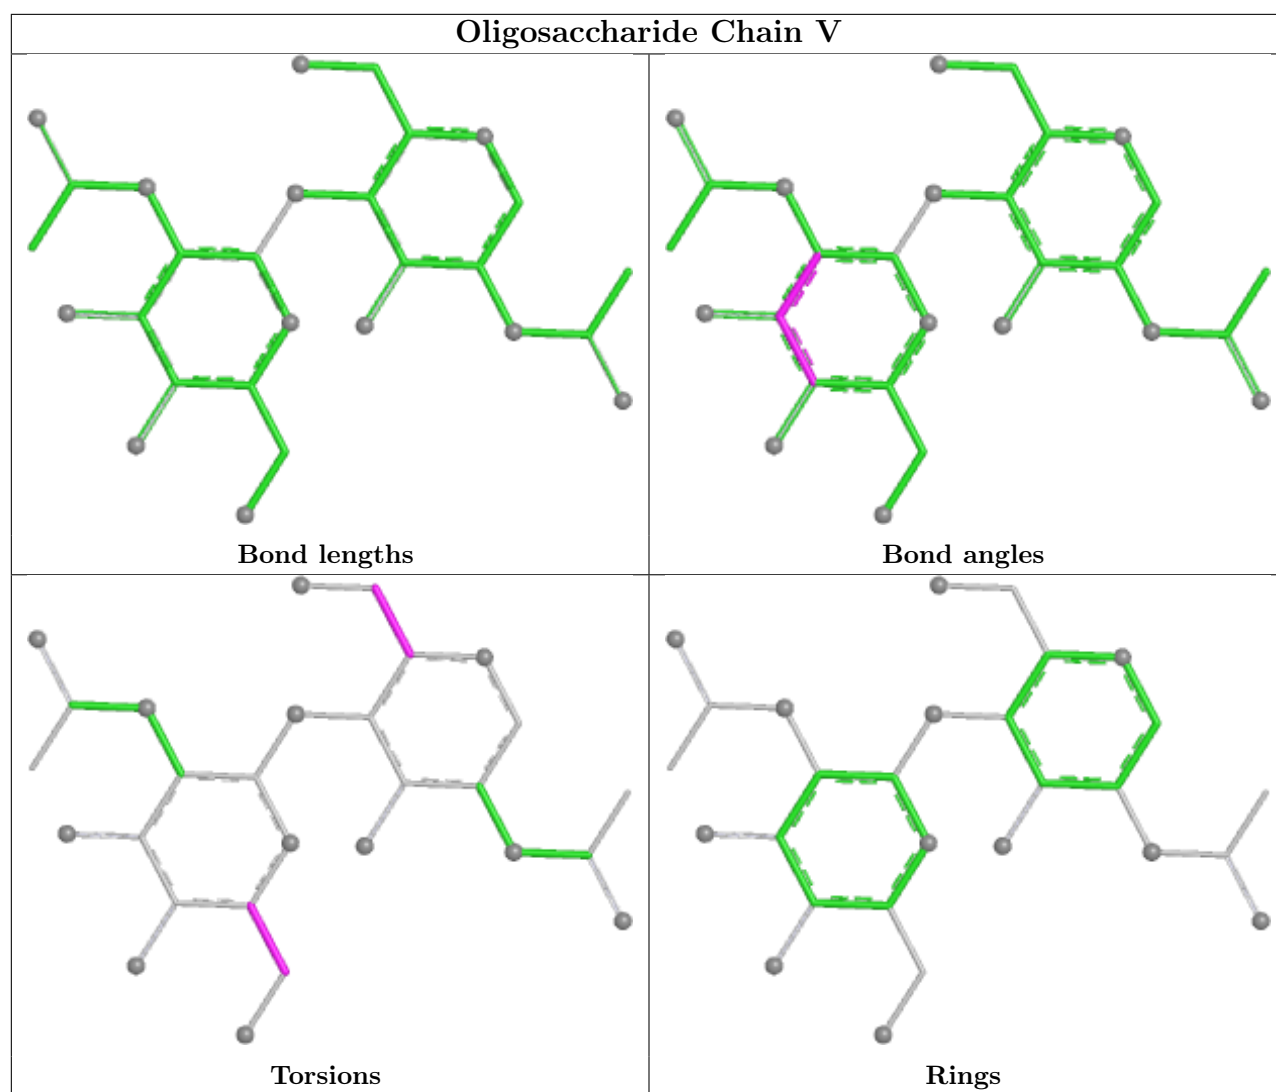 Oligosaccharide Chain V
Bond lengths
Bond angles
Torsions
Rings